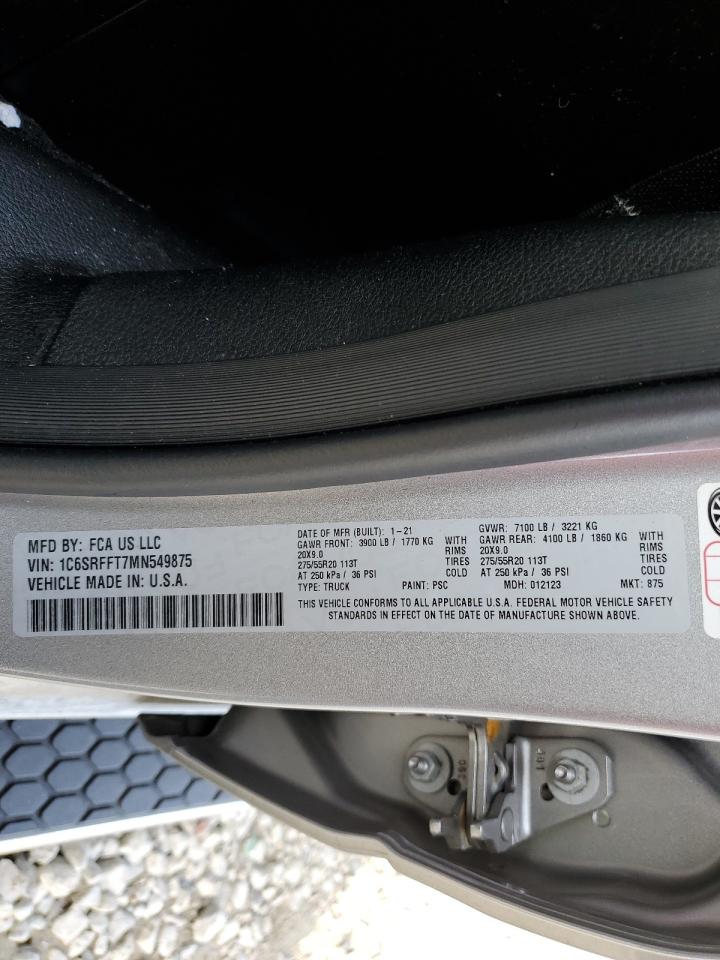 MFD BY: FCA US LLC
VIN: 1C6SRFFT7MN549875
VEHICLE MADE IN: U.S.A.
DATE OF MFR (BUILT): 1-21
GAWR FRONT: 3900 LB / 1770 KG WITH
20X9.0 RIMS
275/55R20 113T TIRES
AT 250 kPa / 36 PSI COLD
TYPE: TRUCK PAINT: PSC
GVWR: 7100 LB / 3221 KG
GAWR REAR: 4100 LB / 1860 KG WITH
20X9.0 RIMS
275/55R20 113T TIRES
AT 250 kPa / 36 PSI COLD
MDH: 012123 MKT: 875
THIS VEHICLE CONFORMS TO ALL APPLICABLE U.S.A. FEDERAL MOTOR VEHICLE SAFETY
STANDARDS IN EFFECT ON THE DATE OF MANUFACTURE SHOWN ABOVE.